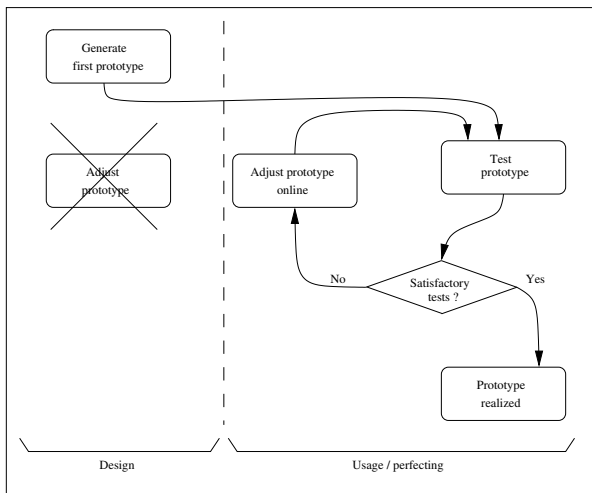 Generate
first prototype
Adjust
prototype
Adjust prototype
online
Test
prototype
No
Satisfactory
tests ?
Yes
Prototype
realized
Design
Usage / perfecting